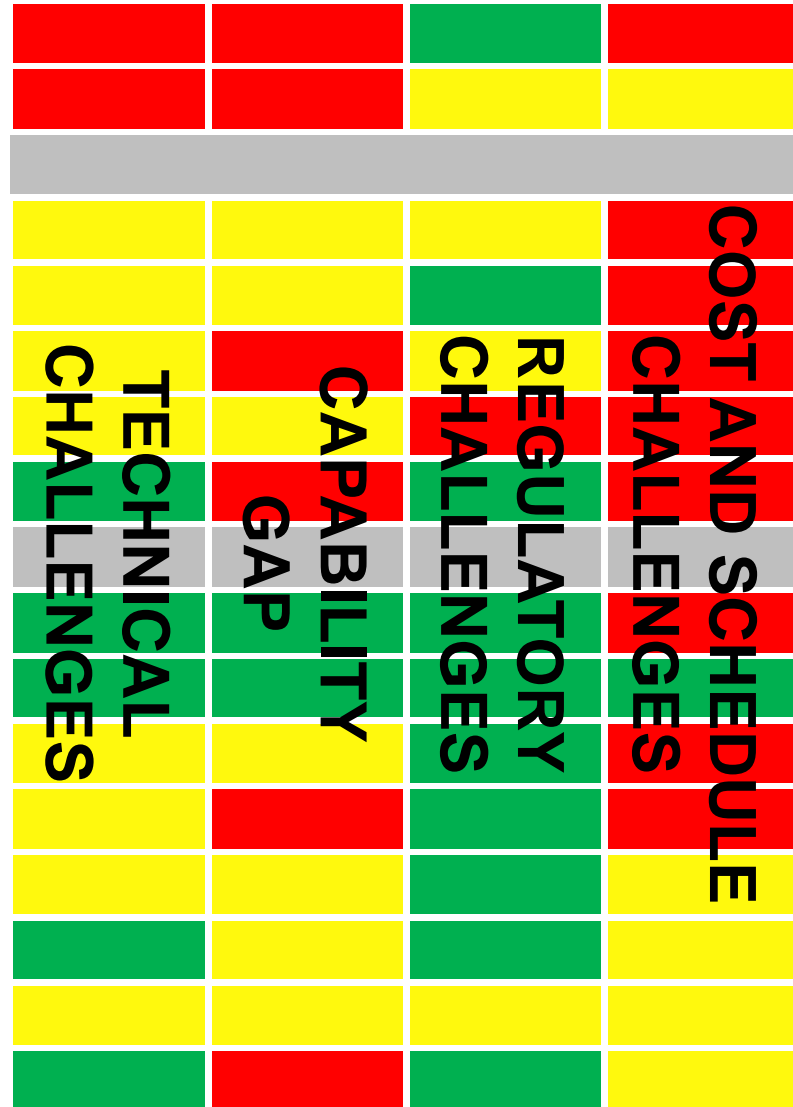 TECHNICAL
CHALLENGES
CAPABILITY
GAP
REGULATORY
CHALLENGES
COST AND SCHEDULE
CHALLENGES